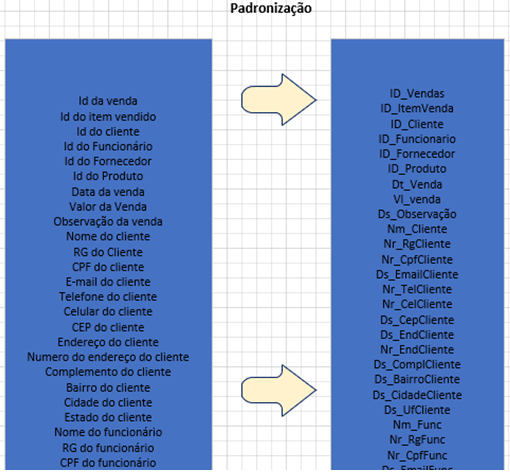 Padronização
Id da venda
Id do item vendido
Id do cliente
Id do Funcionário
Id do Fornecedor
Id do Produto
Data da venda
Valor da Venda
Observação da venda
Nome do cliente
RG do Cliente
CPF do cliente
E-mail do cliente
Telefone do cliente
Celular do cliente
CEP do cliente
Endereço do cliente
Numero do endereço do cliente
Complemento do cliente
Bairro do cliente
Cidade do cliente
Estado do cliente
Nome do funcionário
RG do funcionário
CPF do funcionário
ID_Vendas
ID_ItemVenda
ID_Cliente
ID_Funcionario
ID_Fornecedor
ID_Produto
Dt_Venda
Vl_venda
Ds_Observação
Nm_Cliente
Nr_RgCliente
Nr_CpfCliente
Ds_EmailCliente
Nr_TelCliente
Nr_CelCliente
Ds_CepCliente
Ds_EndCliente
Nr_EndCliente
Ds_ComplCliente
Ds_BairroCliente
Ds_CidadeCliente
Ds_UfCliente
Nm_Func
Nr_RgFunc
Nr_CpfFunc
Ds_EmailFunc